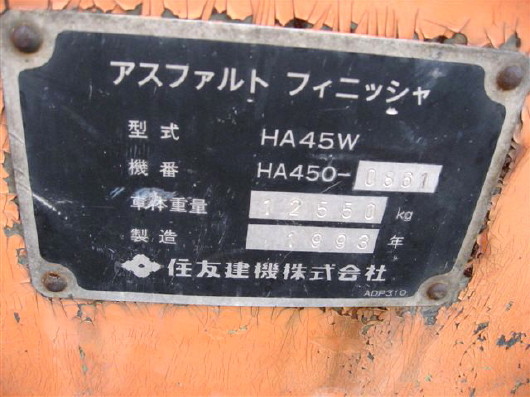 アスファルト フィニッシャ
型式 HA45W
機番 HA450-0861
車体重量 12550 kg
製造 1993 年
住友建機株式会社
ADP310